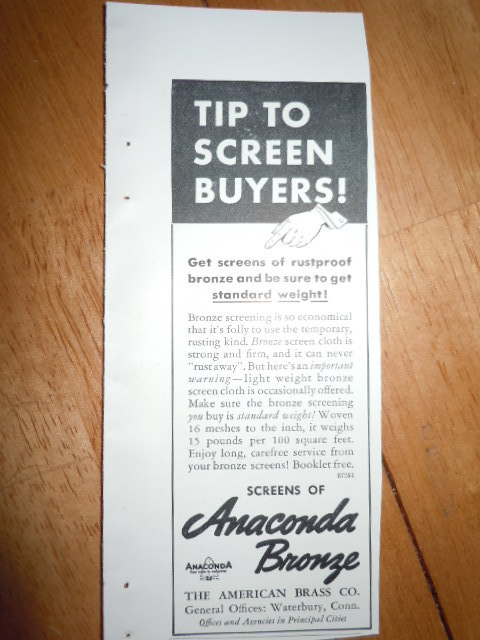 TIP TO
SCREEN
BUYERS!
Get screens of rustproof
bronze and be sure to get
standard weight!
Bronze screening is so economical
that it's folly to use the temporary,
rusting kind. Bronze screen cloth is
strong and firm, and it can never
"rust away". But here's an important
warning—light weight bronze
screen cloth is occasionally offered.
Make sure the bronze screening
you buy is standard weight! Woven
16 meshes to the inch, it weighs
15 pounds per 100 square feet.
Enjoy long, carefree service from
your bronze screens! Booklet free.
SCREENS OF
Anaconda
Bronze
ANACONDA
THE AMERICAN BRASS CO.
General Offices: Waterbury, Conn.
Offices and Agencies in Principal Cities